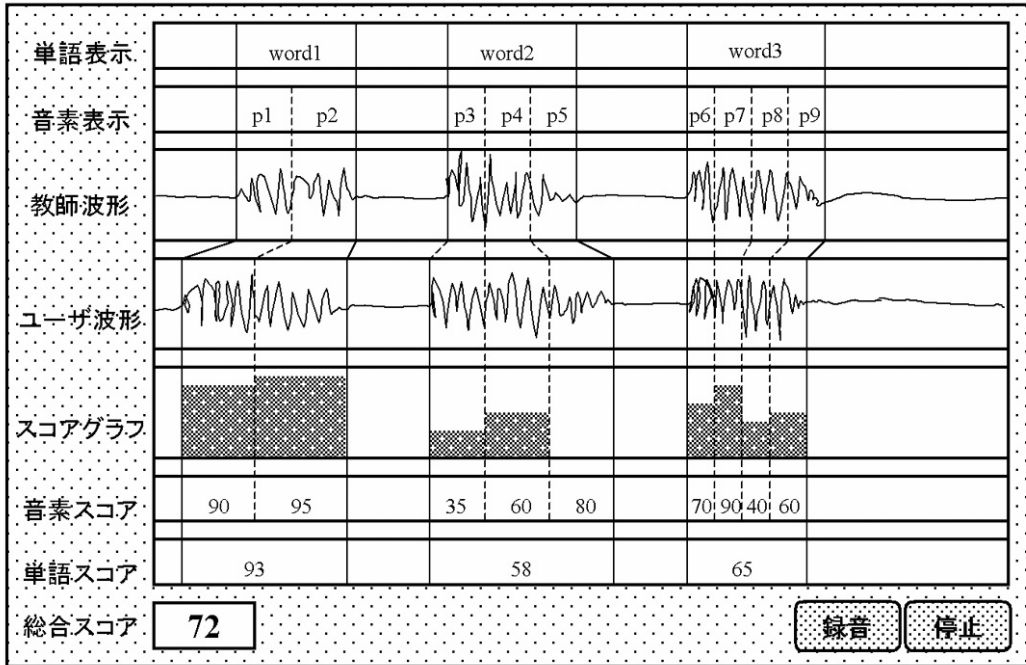 単語表示 word1 word2 word3
音素表示 p1 p2 p3 p4 p5 p6 p7 p8 p9
教師波形
ユーザ波形
スコアグラフ
音素スコア 90 95 35 60 80 70 90 40 60
単語スコア 93 58 65
総合スコア 72 録音 停止